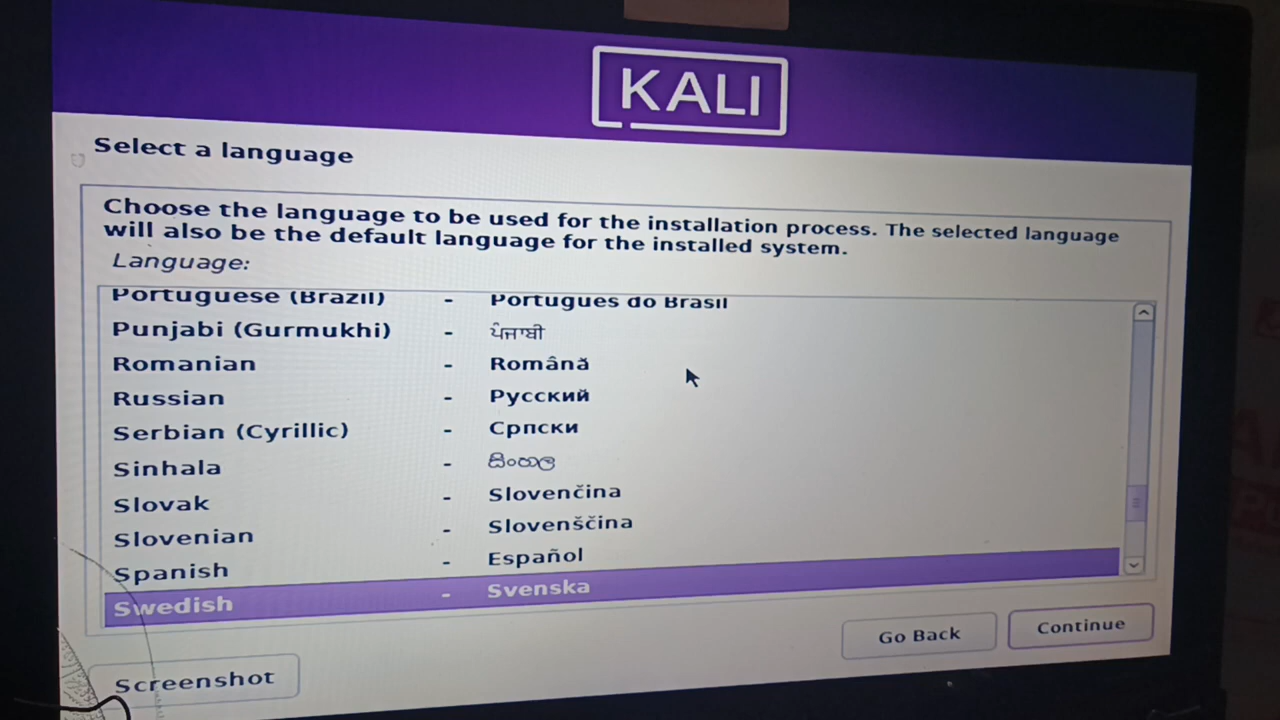 KALI
Select a language
Choose the language to be used for the installation process. The selected language
will also be the default language for the installed system.
Language:
Portuguese (Brazil) - Português do Brasil
Punjabi (Gurmukhi) - ਪੰਜਾਬੀ
Romanian - Română
Russian - Русский
Serbian (Cyrillic) - Српски
Sinhala - සිංහල
Slovak - Slovenčina
Slovenian - Slovenščina
Spanish - Español
Swedish - Svenska
Go Back
Continue
Screenshot